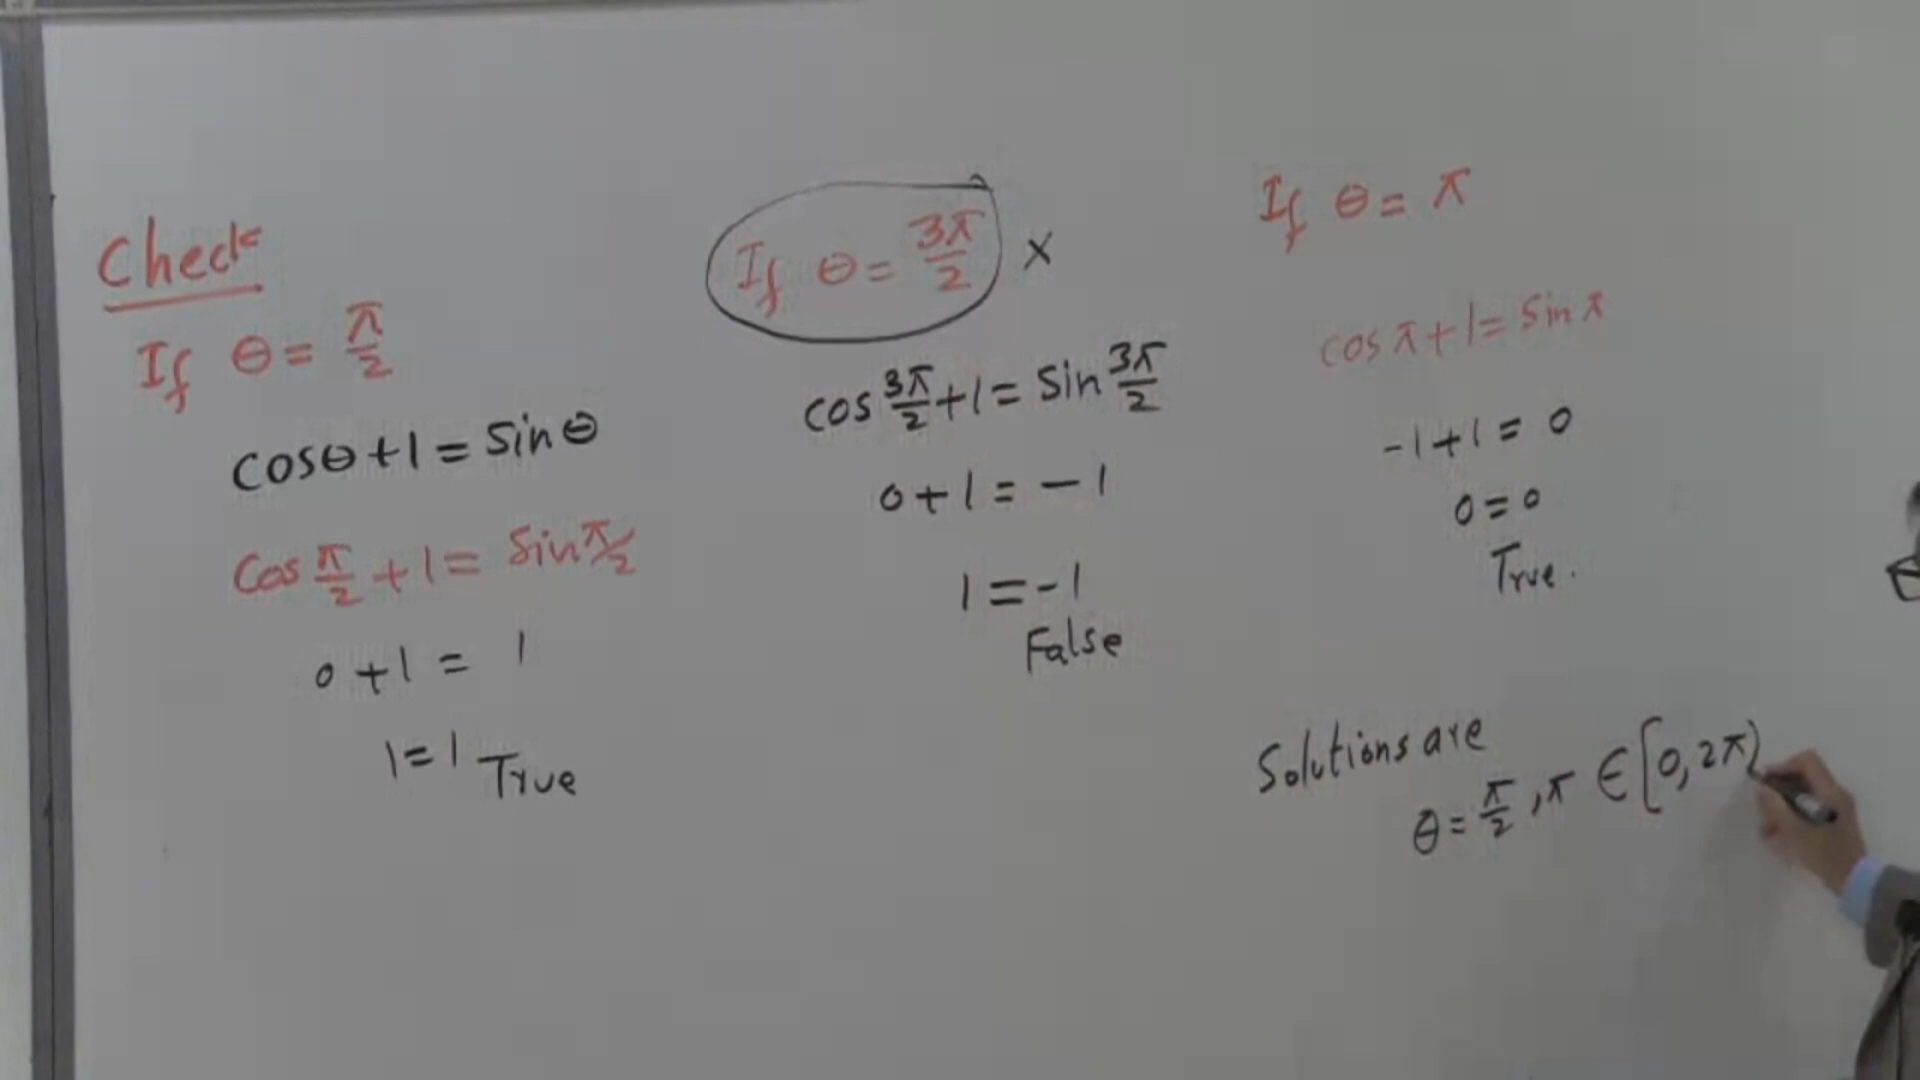 Check
If θ = π/2
cosθ + 1 = Sinθ
Cos π/2 + 1 = Sin π/2
0 + 1 = 1
1 = 1 True
If θ = 3π/2 ×
cos 3π/2 + 1 = Sin 3π/2
0 + 1 = -1
1 = -1
False
If θ = π
cos π + 1 = Sin π
-1 + 1 = 0
0 = 0
True.
Solutions are
θ = π/2, π ∈ [0, 2π)